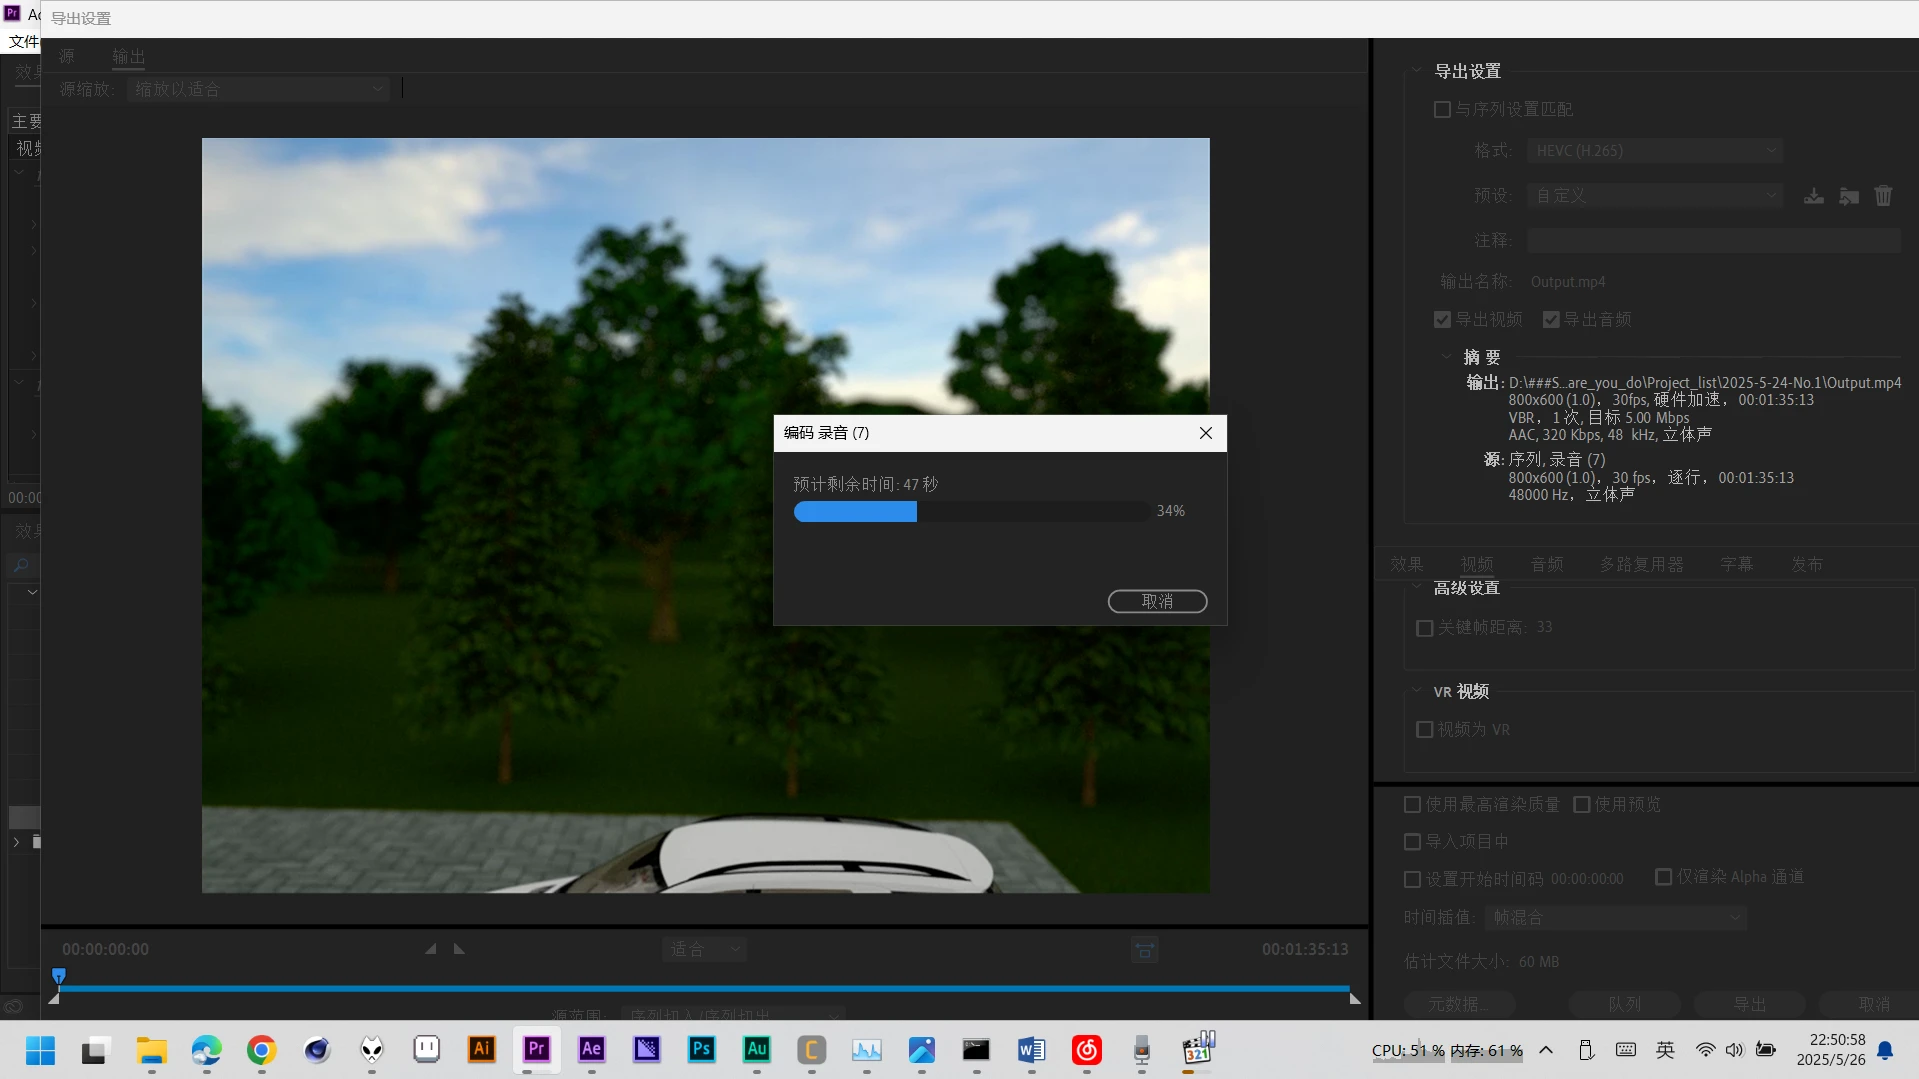 导出设置
文件
源
输出
源缩放:
缩放以适合
主要
视频
00:00
导出设置
与序列设置匹配
格式:
HEVC (H.265)
预设:
自定义
注释:
输出名称:
Output.mp4
导出视频
导出音频
摘要
输出: D:\###S...are_you_do\Project_list\2025-5-24-No.1\Output.mp4
800x600 (1.0)，30fps, 硬件加速，00:01:35:13
VBR，1 次, 目标 5.00 Mbps
AAC, 320 Kbps, 48 kHz, 立体声
源: 序列, 录音 (7)
800x600 (1.0)，30 fps，逐行，00:01:35:13
48000 Hz，立体声
编码 录音 (7)
预计剩余时间: 47 秒
34%
取消
效果
视频
音频
多路复用器
字幕
发布
高级设置
关键帧距离: 33
VR 视频
视频为 VR
使用最高渲染质量
使用预览
导入项目中
设置开始时间码 00:00:00:00
仅渲染 Alpha 通道
时间插值:
帧混合
估计文件大小: 60 MB
元数据...
队列
导出
取消
00:00:00:00
适合
00:01:35:13
源范围:
序列切入/序列切出
Ai
Pr
Ae
Ps
Au
C
321
CPU: 51 %
内存: 61 %
英
22:50:58
2025/5/26